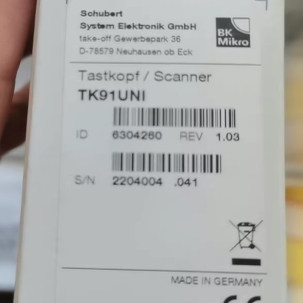 Schubert
System Elektronik GmbH
take-off Gewerbepark 36
D-78579 Neuhausen ob Eck
BK
Mikro
Tastkopf / Scanner
TK91UNI
ID 6304260 REV 1.03
S/N 2204004 .041
MADE IN GERMANY
CE